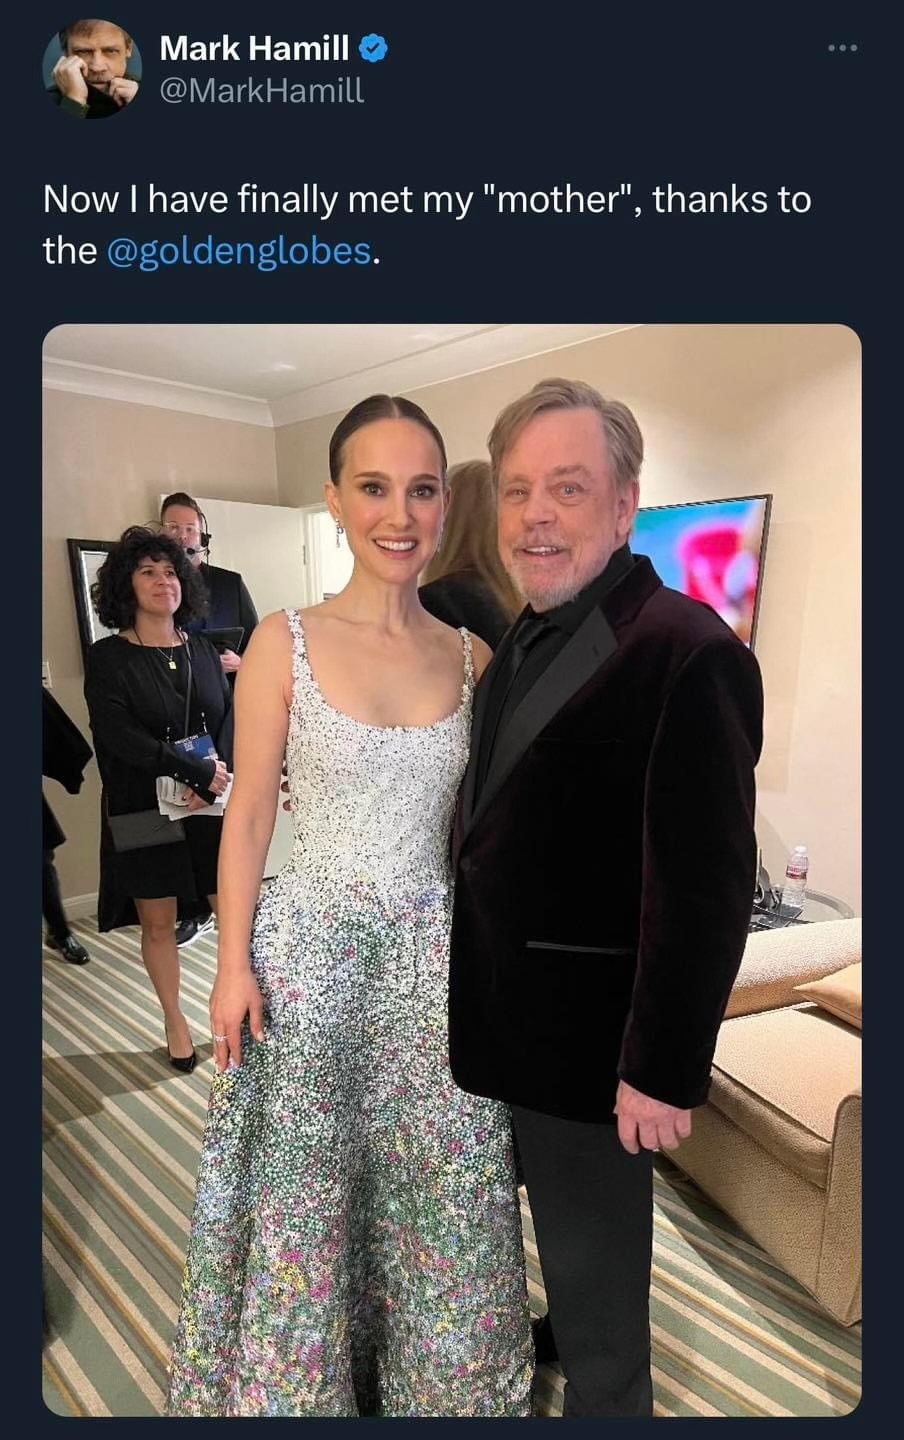 Mark Hamill
@MarkHamill
Now I have finally met my "mother", thanks to
the @goldenglobes.